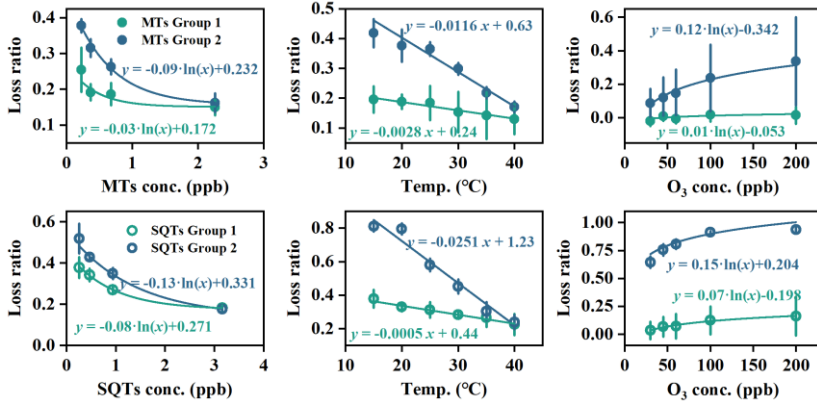 Loss ratio
0.4
0.3
0.2
0.1
MTs Group 1
MTs Group 2
y = -0.09·ln(x)+0.232
y = -0.03·ln(x)+0.172
0 1 2 3
MTs conc. (ppb)
Loss ratio
0.5
0.4
0.3
0.2
0.1
y = -0.0116 x + 0.63
y = -0.0028 x + 0.24
10 20 30 40
Temp. (°C)
Loss ratio
0.6
0.4
0.2
0.0
y = 0.12·ln(x)-0.342
y = 0.01·ln(x)-0.053
0 50 100 150 200
O₃ conc. (ppb)
Loss ratio
0.6
0.4
0.2
0.0
SQTs Group 1
SQTs Group 2
y = -0.13·ln(x)+0.331
y = -0.08·ln(x)+0.271
0 1 2 3 4
SQTs conc. (ppb)
Loss ratio
0.8
0.6
0.4
0.2
y = -0.0251 x + 1.23
y = -0.0005 x + 0.44
10 20 30 40
Temp. (°C)
Loss ratio
1.00
0.75
0.50
0.25
0.00
y = 0.15·ln(x)+0.204
y = 0.07·ln(x)-0.198
0 50 100 150 200
O₃ conc. (ppb)